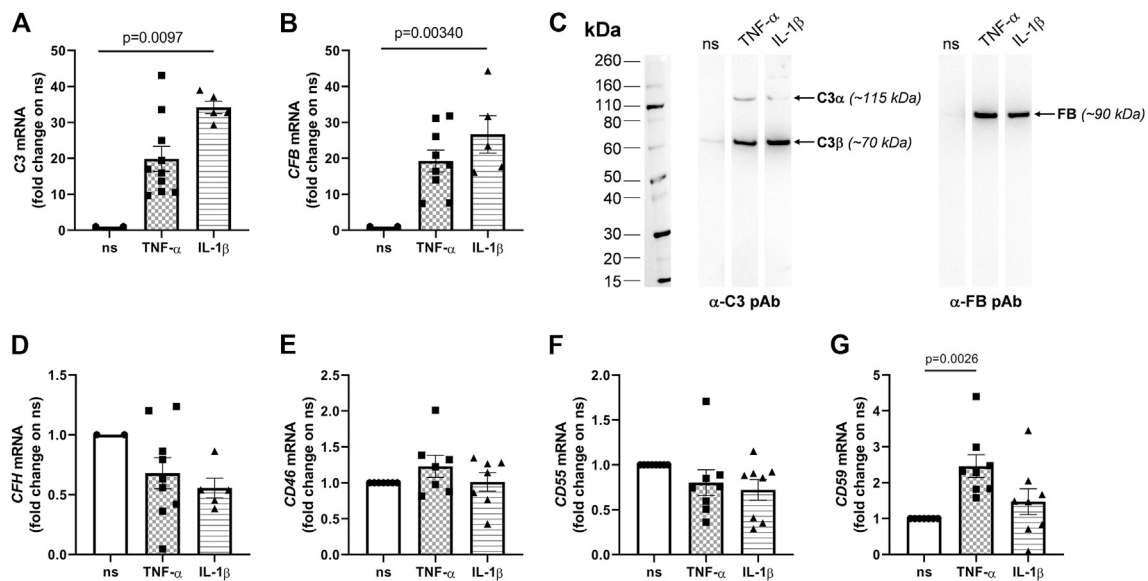 A
p=0.0097
C3 mRNA
(fold change on ns)
50
40
30
20
10
0
ns
TNF-α
IL-1β
B
p=0.00340
CFB mRNA
(fold change on ns)
50
40
30
20
10
0
ns
TNF-α
IL-1β
C
kDa
260
160
110
80
60
50
40
30
20
15
ns
TNF-α
IL-1β
C3α (~115 kDa)
C3β (~70 kDa)
α-C3 pAb
ns
TNF-α
IL-1β
FB (~90 kDa)
α-FB pAb
D
CFH mRNA
(fold change on ns)
1.5
1.0
0.5
0.0
ns
TNF-α
IL-1β
E
CD46 mRNA
(fold change on ns)
2.5
2.0
1.5
1.0
0.5
0.0
ns
TNF-α
IL-1β
F
CD55 mRNA
(fold change on ns)
2.0
1.5
1.0
0.5
0.0
ns
TNF-α
IL-1β
G
p=0.0026
CD59 mRNA
(fold change on ns)
5
4
3
2
1
0
ns
TNF-α
IL-1β